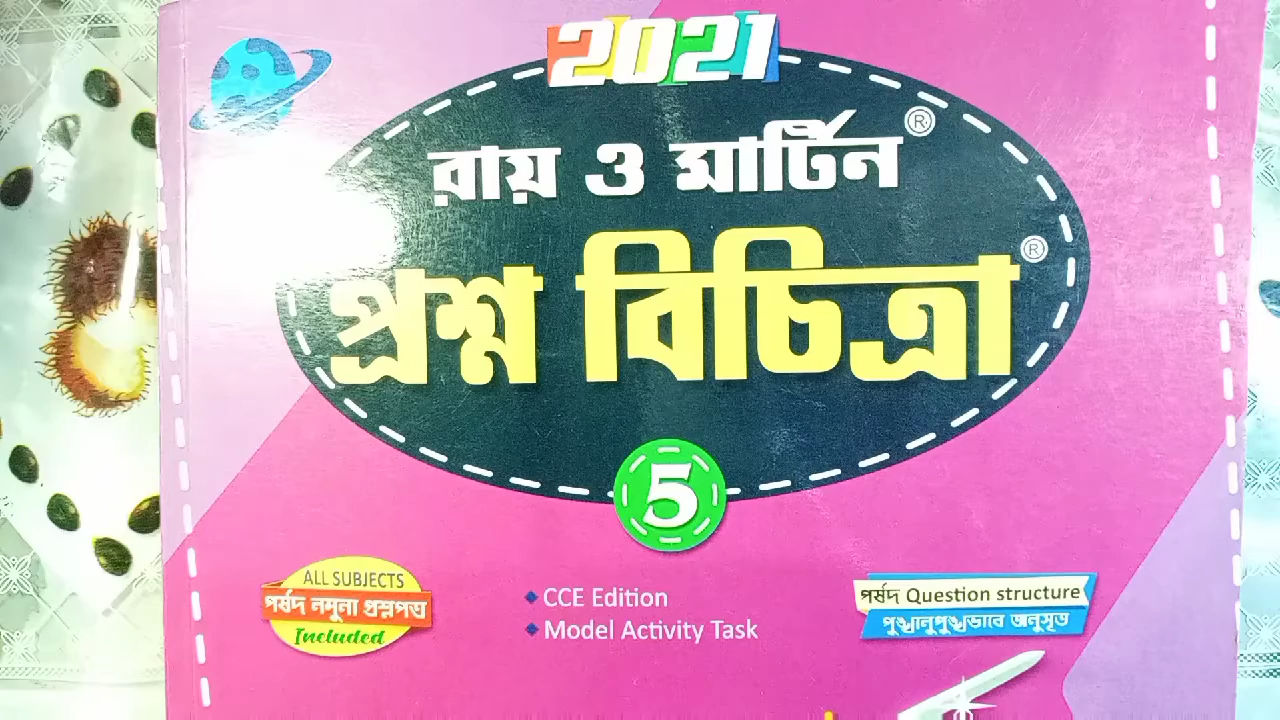 2021
রায় ও মার্টিন®
প্রশ্ন বিচিত্রা®
5
ALL SUBJECTS
পর্ষদ নমুনা প্রশ্নপত্র
Included
CCE Edition
Model Activity Task
পর্ষদ Question structure
পুঙ্খানুপুঙ্খভাবে অনুসৃত